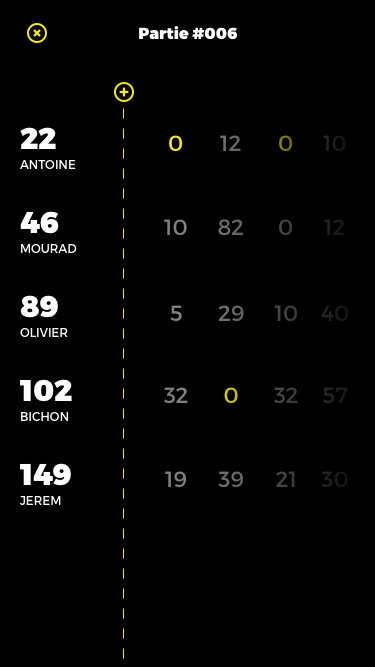 Partie #006
22 0 12 0 10
ANTOINE
46 10 82 0 12
MOURAD
89 5 29 10 40
OLIVIER
102 32 0 32 57
BICHON
149 19 39 21 30
JEREM